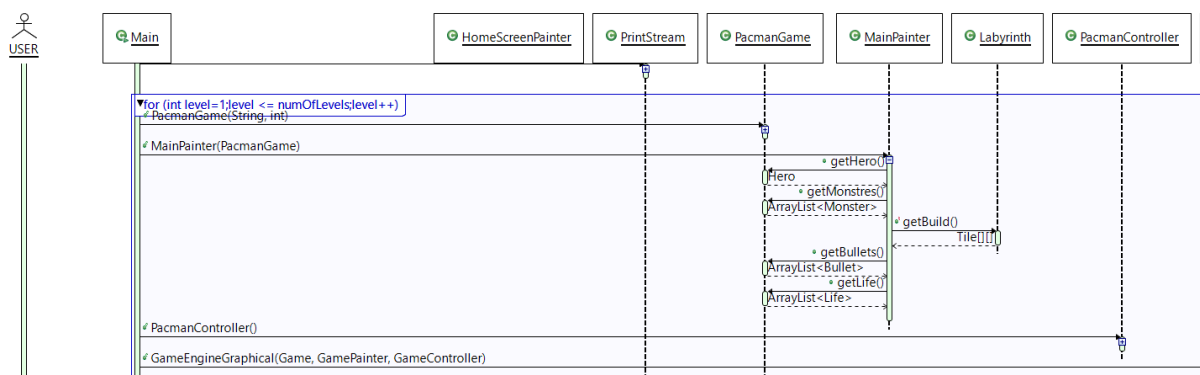 USER
Main
HomeScreenPainter
PrintStream
PacmanGame
MainPainter
Labyrinth
PacmanController
for (int level=1;level <= numOfLevels;level++)
PacmanGame(String, int)
MainPainter(PacmanGame)
getHero()
Hero
getMonstres()
ArrayList<Monster>
getBuild()
Tile[][]
getBullets()
ArrayList<Bullet>
getLife()
ArrayList<Life>
PacmanController()
GameEngineGraphical(Game, GamePainter, GameController)